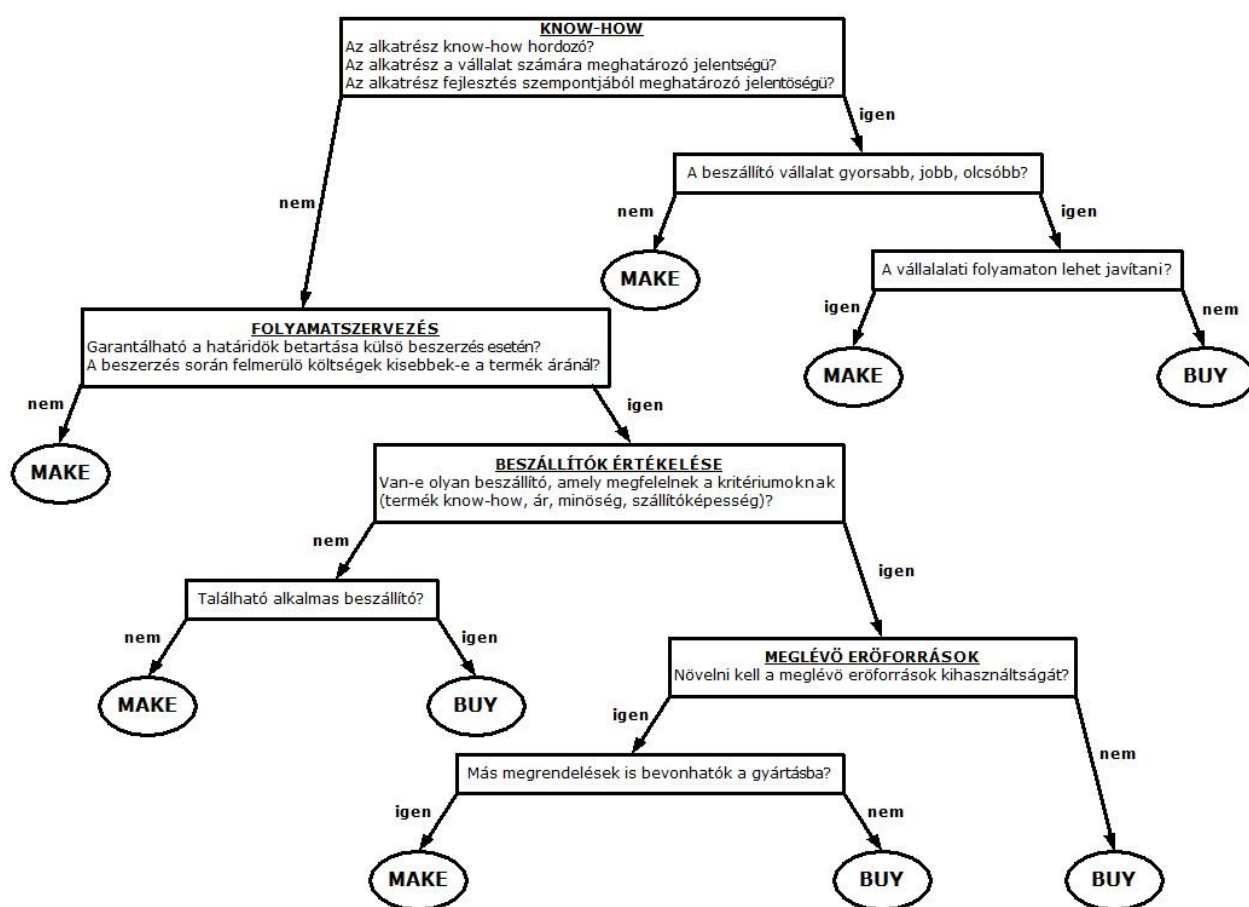 KNOW-HOW
Az alkatrész know-how hordozó?
Az alkatrész a vállalat számára meghatározó jelentségü?
Az alkatrész fejlesztés szempontjából meghatározó jelentöségü?
igen
nem
A beszállító vállalat gyorsabb, jobb, olcsóbb?
nem
igen
MAKE
A vállalalati folyamaton lehet javítani?
igen
nem
MAKE
BUY
FOLYAMATSZERVEZÉS
Garantálható a határidök betartása külsö beszerzés esetén?
A beszerzés során felmerülö költségek kisebbek-e a termék áránál?
nem
igen
MAKE
BESZÁLLÍTÓK ÉRTÉKELÉSE
Van-e olyan beszállító, amely megfelelnek a kritériumoknak
(termék know-how, ár, minöség, szállítóképesség)?
nem
igen
Található alkalmas beszállító?
nem
igen
MAKE
BUY
MEGLÉVÖ ERÖFORRÁSOK
Növelni kell a meglévö eröforrások kihasználtságát?
igen
nem
Más megrendelések is bevonhatók a gyártásba?
igen
nem
MAKE
BUY
BUY